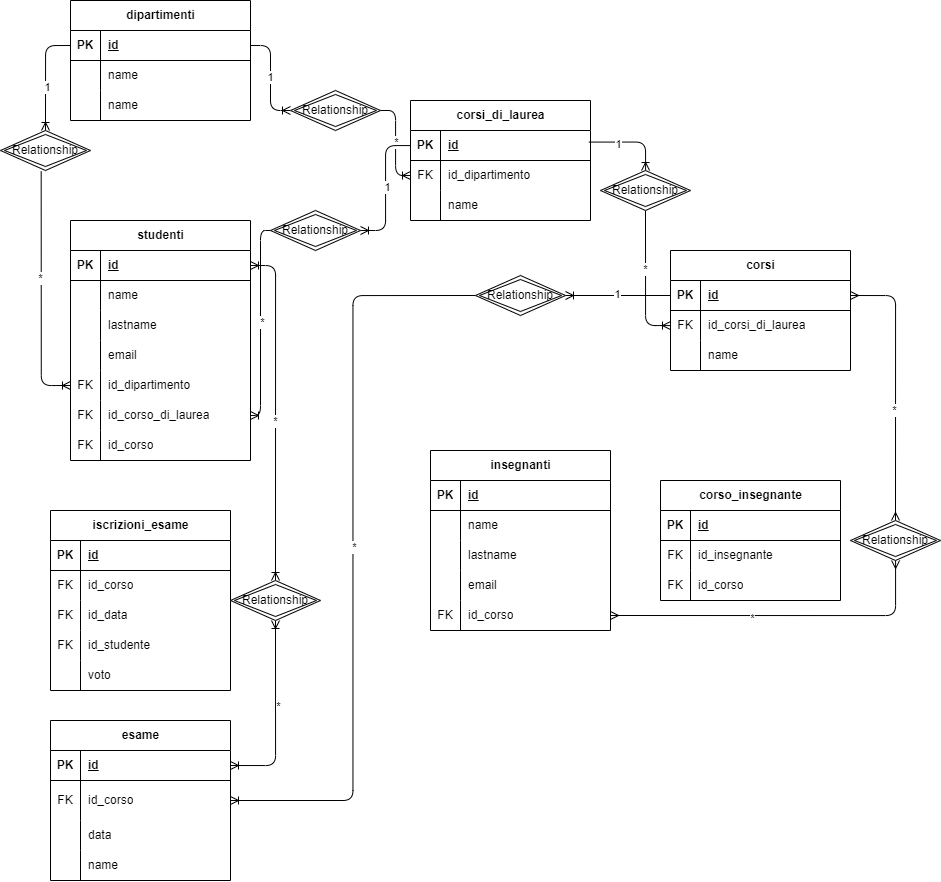 dipartimenti
PK id
name
name
1
1
Relationship
*
Relationship
*
corsi_di_laurea
PK id
FK id_dipartimento
name
1
1
Relationship
*
Relationship
*
studenti
PK id
name
lastname
email
FK id_dipartimento
FK id_corso_di_laurea
FK id_corso
corsi
PK id
FK id_corsi_di_laurea
name
Relationship
1
*
*
*
insegnanti
PK id
name
lastname
email
FK id_corso
corso_insegnante
PK id
FK id_insegnante
FK id_corso
Relationship
*
iscrizioni_esame
PK id
FK id_corso
FK id_data
FK id_studente
voto
Relationship
*
esame
PK id
FK id_corso
data
name